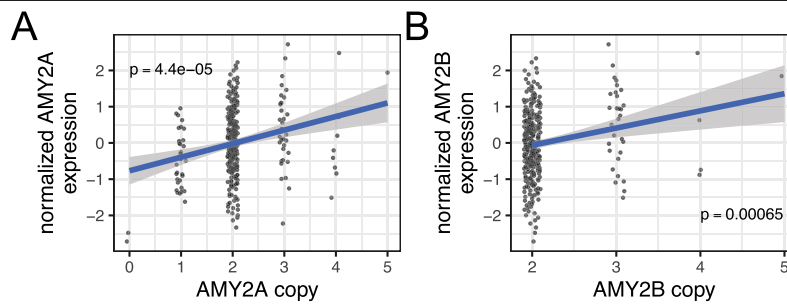 A
normalized AMY2A
expression
2
1
0
−1
−2
p = 4.4e−05
0 1 2 3 4 5
AMY2A copy
B
normalized AMY2B
expression
2
1
0
−1
−2
p = 0.00065
2 3 4 5
AMY2B copy